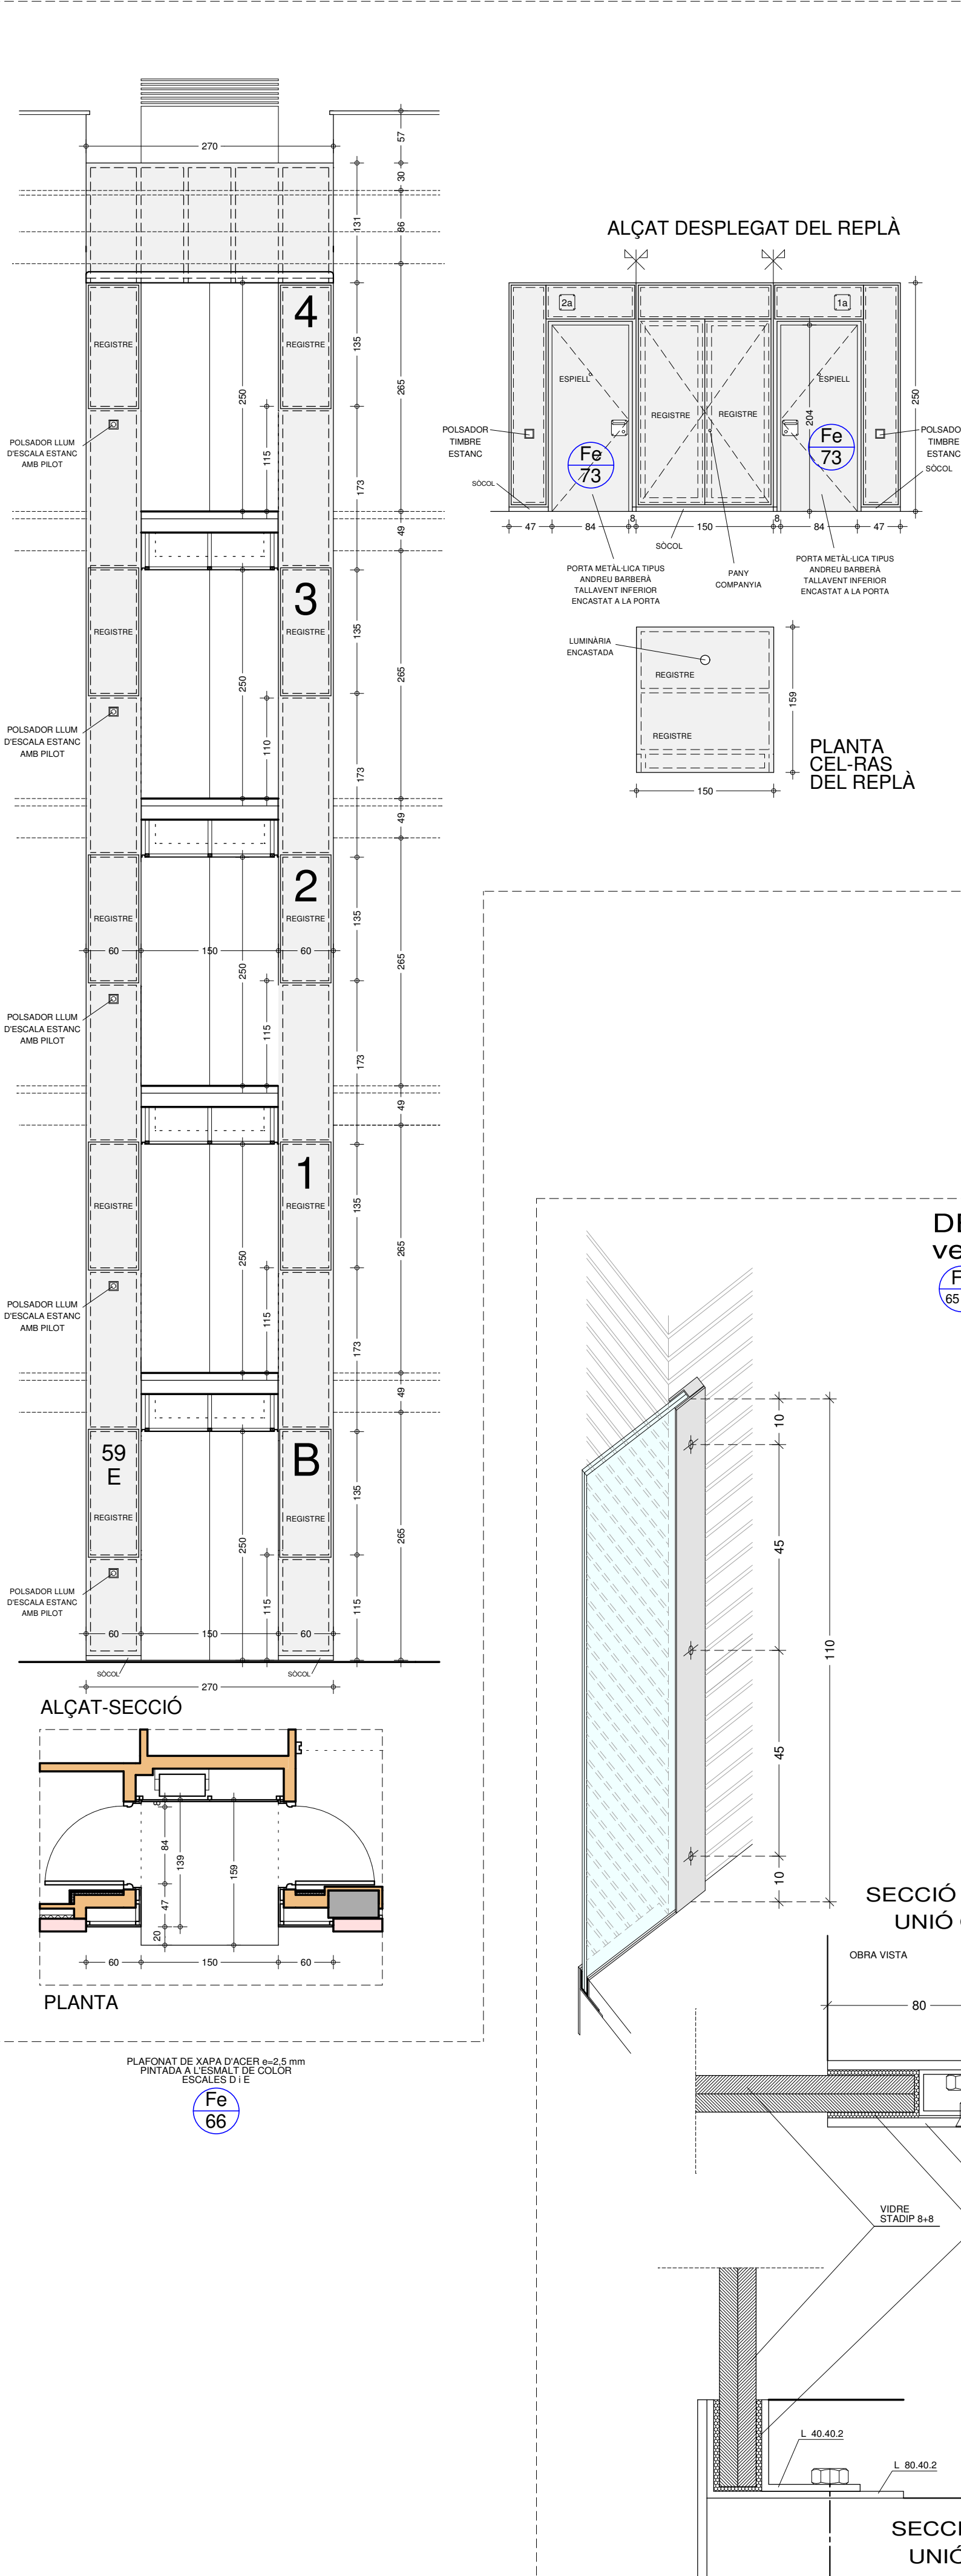 270
57
30
86
131
4
REGISTRE
REGISTRE
135
265
250
POLSADOR LLUM
D'ESCALA ESTANC
AMB PILOT
115
173
49
3
REGISTRE
REGISTRE
135
265
250
POLSADOR LLUM
D'ESCALA ESTANC
AMB PILOT
110
173
49
2
REGISTRE
REGISTRE
135
60
150
60
265
250
POLSADOR LLUM
D'ESCALA ESTANC
AMB PILOT
115
173
49
1
REGISTRE
REGISTRE
135
265
250
POLSADOR LLUM
D'ESCALA ESTANC
AMB PILOT
115
173
49
59
E
B
REGISTRE
REGISTRE
135
265
250
POLSADOR LLUM
D'ESCALA ESTANC
AMB PILOT
115
115
60
150
60
SÒCOL
SÒCOL
270
ALÇAT-SECCIÓ
8
84
139
159
47
20
60
150
60
PLANTA
PLAFONAT DE XAPA D'ACER e=2,5 mm
PINTADA A L'ESMALT DE COLOR
ESCALES D i E
Fe
66
ALÇAT DESPLEGAT DEL REPLÀ
2a
1a
ESPIELL
ESPIELL
REGISTRE
REGISTRE
204
250
POLSADOR
TIMBRE
ESTANC
Fe
73
Fe
73
POLSADO
TIMBRE
ESTANC
SÒCOL
SÒCOL
47
84
8
150
8
84
47
SÒCOL
PORTA METÀL·LICA TIPUS
ANDREU BARBERÀ
TALLAVENT INFERIOR
ENCASTAT A LA PORTA
PANY
COMPANYIA
PORTA METÀL·LICA TIPUS
ANDREU BARBERÀ
TALLAVENT INFERIOR
ENCASTAT A LA PORTA
LUMINÀRIA
ENCASTADA
REGISTRE
REGISTRE
159
150
PLANTA
CEL-RAS
DEL REPLÀ
DE
ve
F
65
10
45
110
45
10
SECCIÓ
UNIÓ
OBRA VISTA
80
VIDRE
STADIP 8+8
L 40.40.2
L 80.40.2
SECCI
UNIÓ